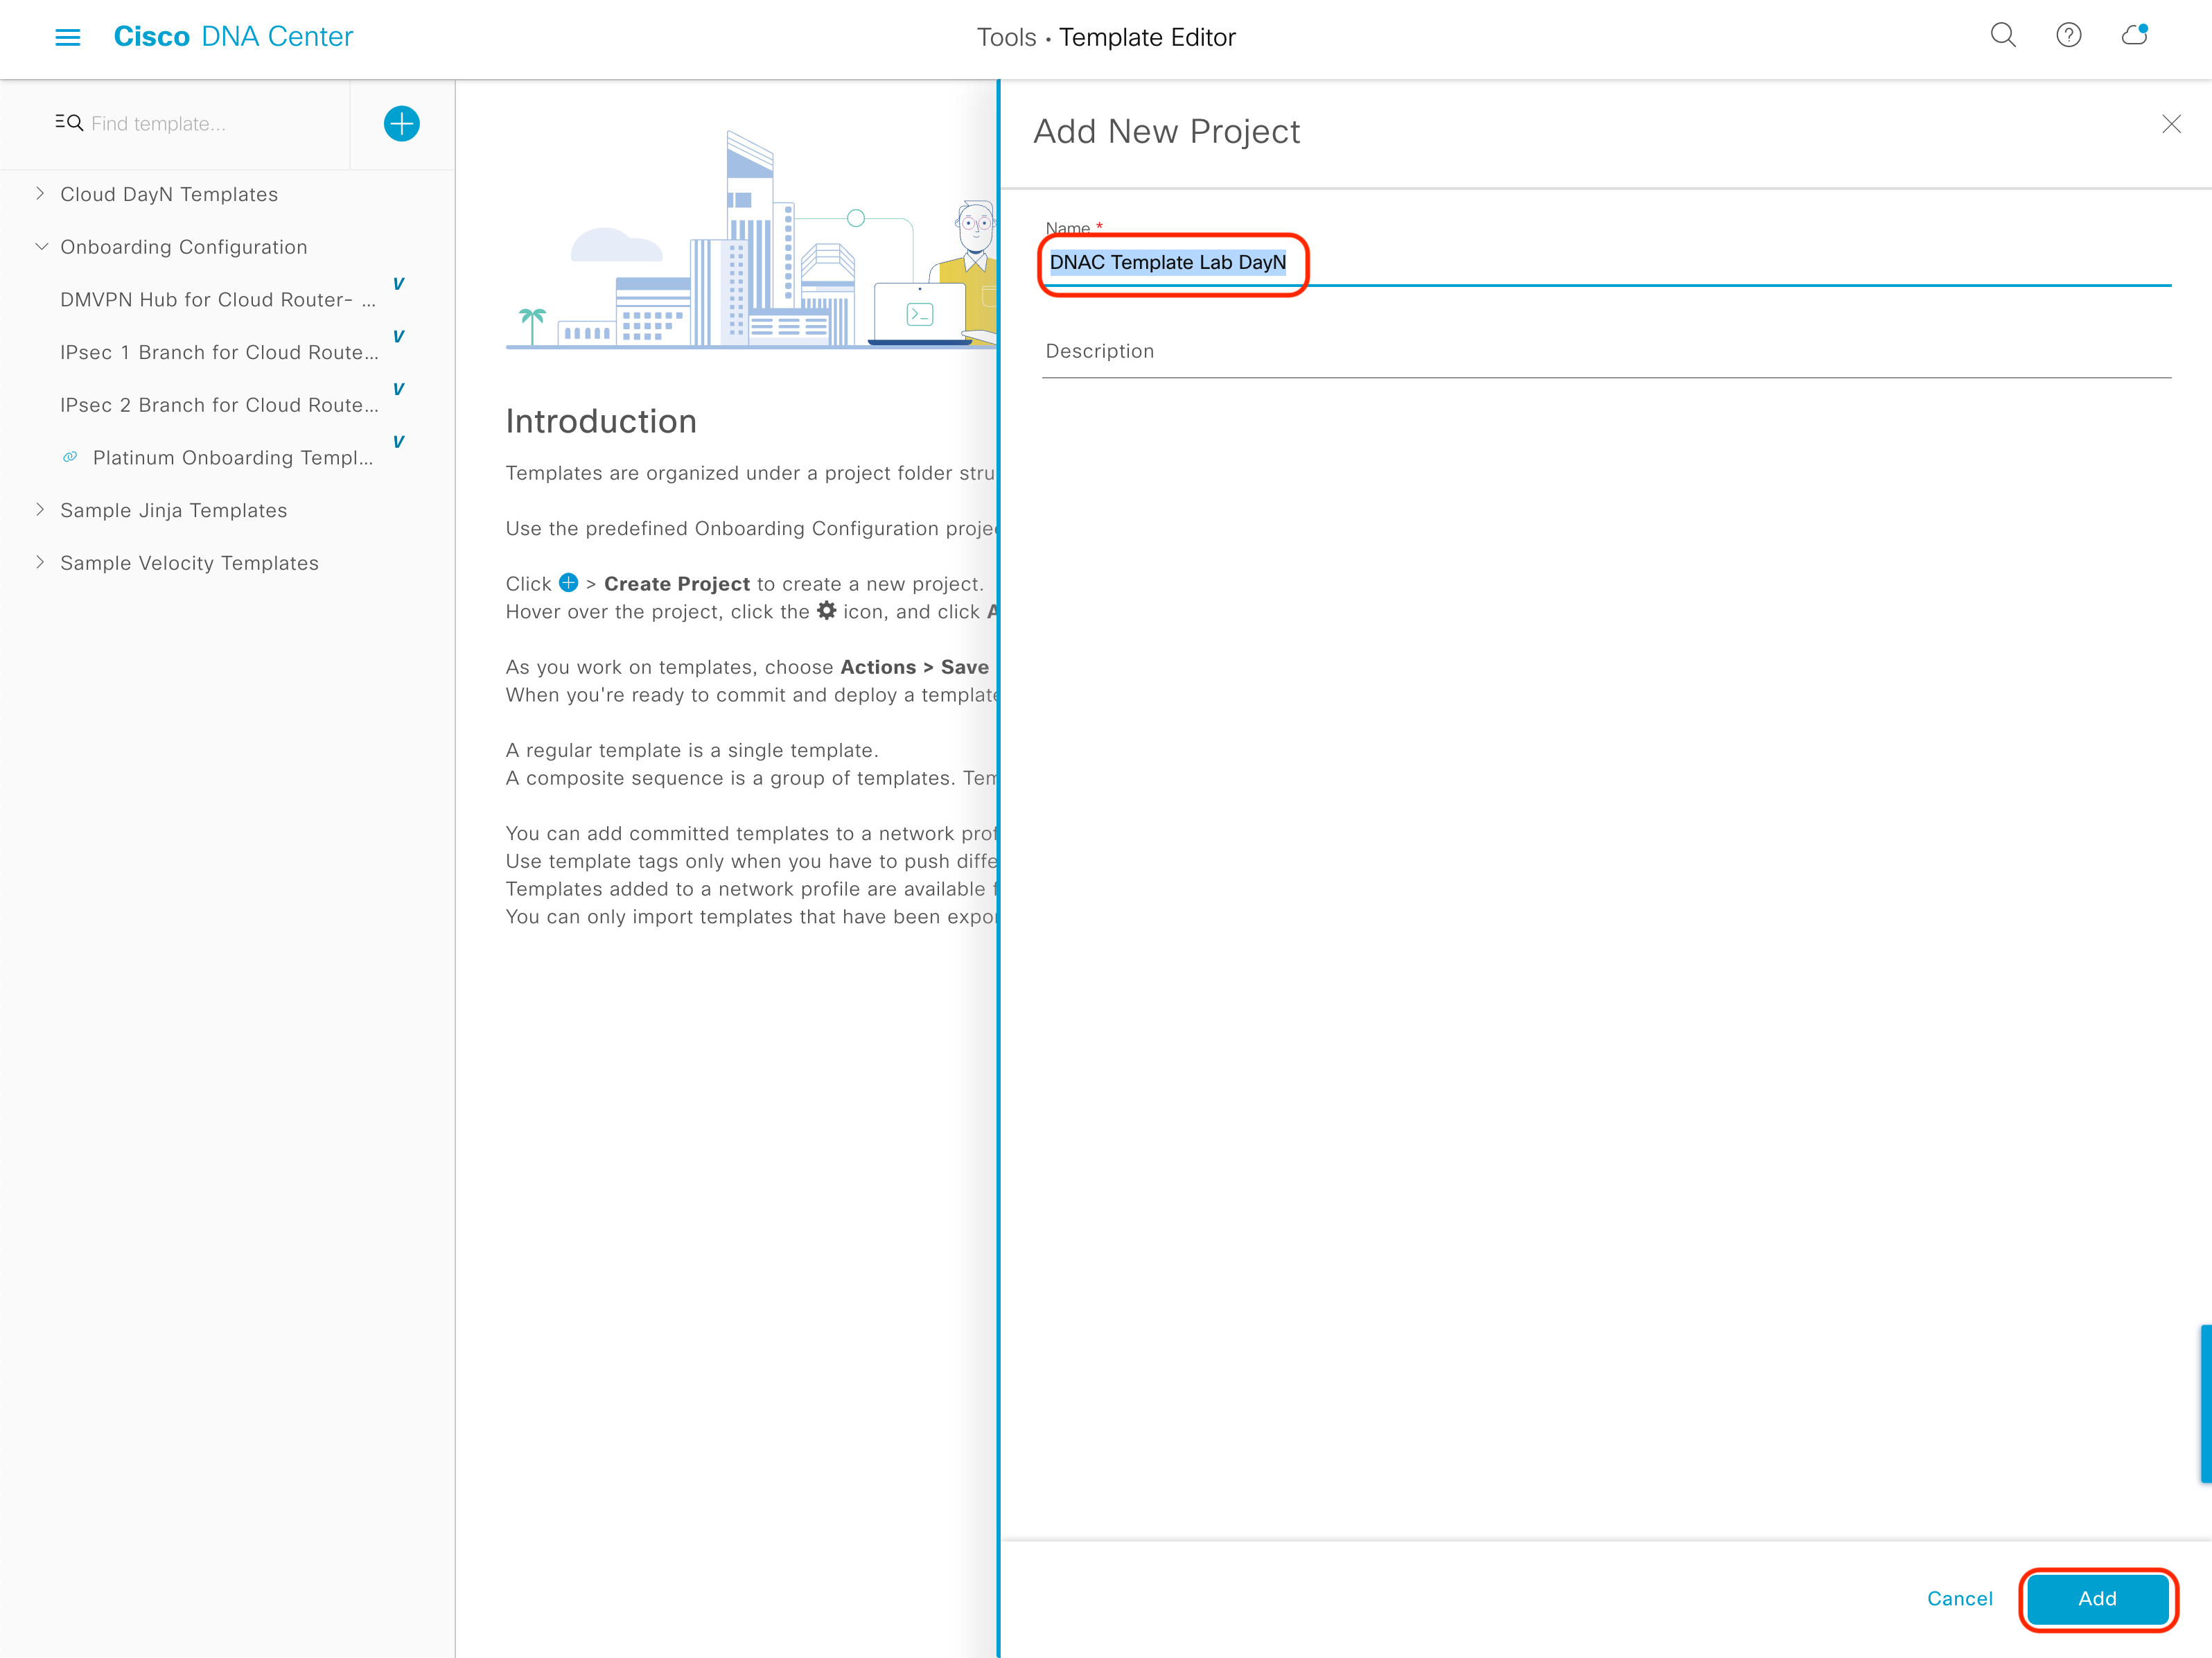 Cisco DNA Center
Tools • Template Editor
Find template...
Cloud DayN Templates
Onboarding Configuration
DMVPN Hub for Cloud Router- ...
V
IPsec 1 Branch for Cloud Route...
V
IPsec 2 Branch for Cloud Route...
V
Platinum Onboarding Templ...
V
Sample Jinja Templates
Sample Velocity Templates
Introduction
Templates are organized under a project folder stru
Use the predefined Onboarding Configuration proje
Click > Create Project to create a new project.
Hover over the project, click the icon, and click A
As you work on templates, choose Actions > Save
When you're ready to commit and deploy a template
A regular template is a single template.
A composite sequence is a group of templates. Tem
You can add committed templates to a network prof
Use template tags only when you have to push diffe
Templates added to a network profile are available f
You can only import templates that have been expor
Add New Project
Name *
DNAC Template Lab DayN
Description
Cancel
Add